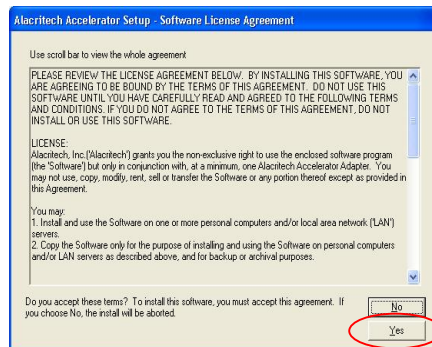 Alacritech Accelerator Setup - Software License Agreement
Use scroll bar to view the whole agreement
PLEASE REVIEW THE LICENSE AGREEMENT BELOW. BY INSTALLING THIS SOFTWARE, YOU
ARE AGREEING TO BE BOUND BY THE TERMS OF THIS AGREEMENT. DO NOT USE THIS
SOFTWARE UNTIL YOU HAVE CAREFULLY READ AND AGREED TO THE FOLLOWING TERMS
AND CONDITIONS. IF YOU DO NOT AGREE TO THE TERMS OF THIS AGREEMENT, DO NOT
INSTALL OR USE THIS SOFTWARE.
LICENSE:
Alacritech, Inc.('Alacritech') grants you the non-exclusive right to use the enclosed software program
(the 'Software') but only in conjunction with, at a minimum, one Alacritech Accelerator Adapter. You
may not use, copy, modify, rent, sell or transfer the Software or any portion thereof except as provided in
this Agreement.
You may:
1. Install and use the Software on one or more personal computers and/or local area network ('LAN')
servers.
2. Copy the Software only for the purpose of installing and using the Software on personal computers
and/or LAN servers as described above, and for backup or archival purposes.
Do you accept these terms? To install this software, you must accept this agreement. If
you choose No, the install will be aborted.
No
Yes